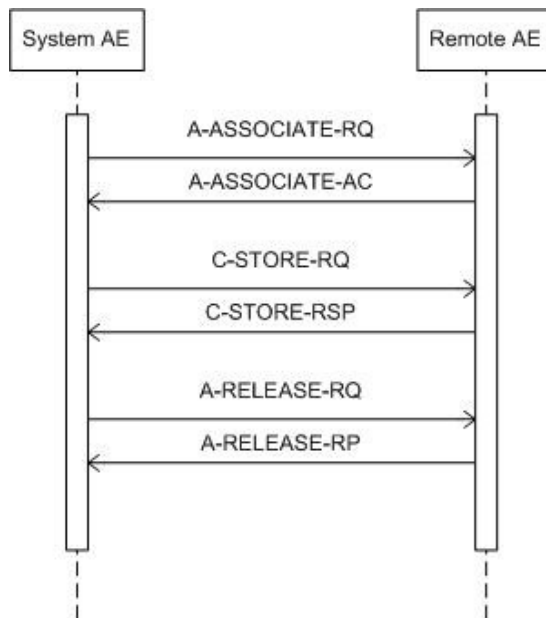 System AE
Remote AE
A-ASSOCIATE-RQ
A-ASSOCIATE-AC
C-STORE-RQ
C-STORE-RSP
A-RELEASE-RQ
A-RELEASE-RP